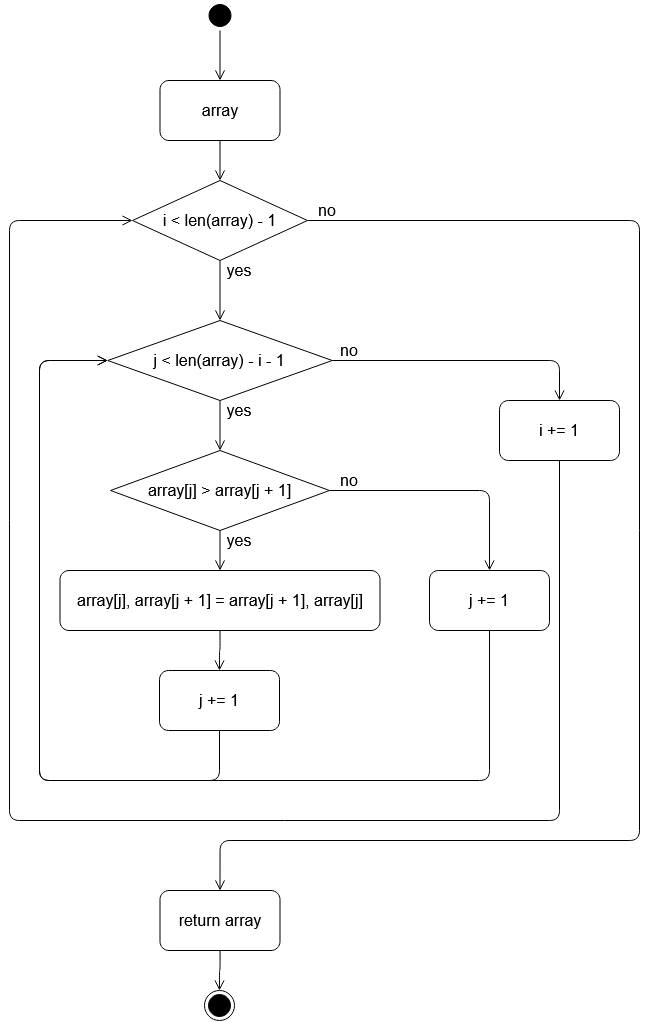 array
i < len(array) - 1
no
yes
j < len(array) - i - 1
no
yes
i += 1
array[j] > array[j + 1]
no
yes
array[j], array[j + 1] = array[j + 1], array[j]
j += 1
j += 1
return array